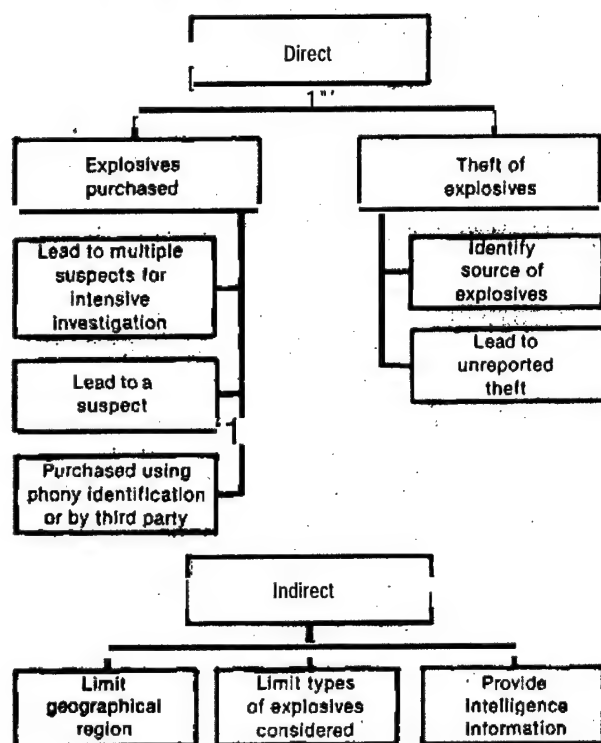 Direct
1"'
Explosives
purchased
Theft of
explosives
Lead to multiple
suspects for
intensive
investigation
Lead to a
suspect
1
Purchased using
phony identification
or by third party
Identify
source of
explosives
Lead to
unreported
theft
Indirect
Limit
geographical
region
Limit types
of explosives
considered
Provide
Intelligence
Information